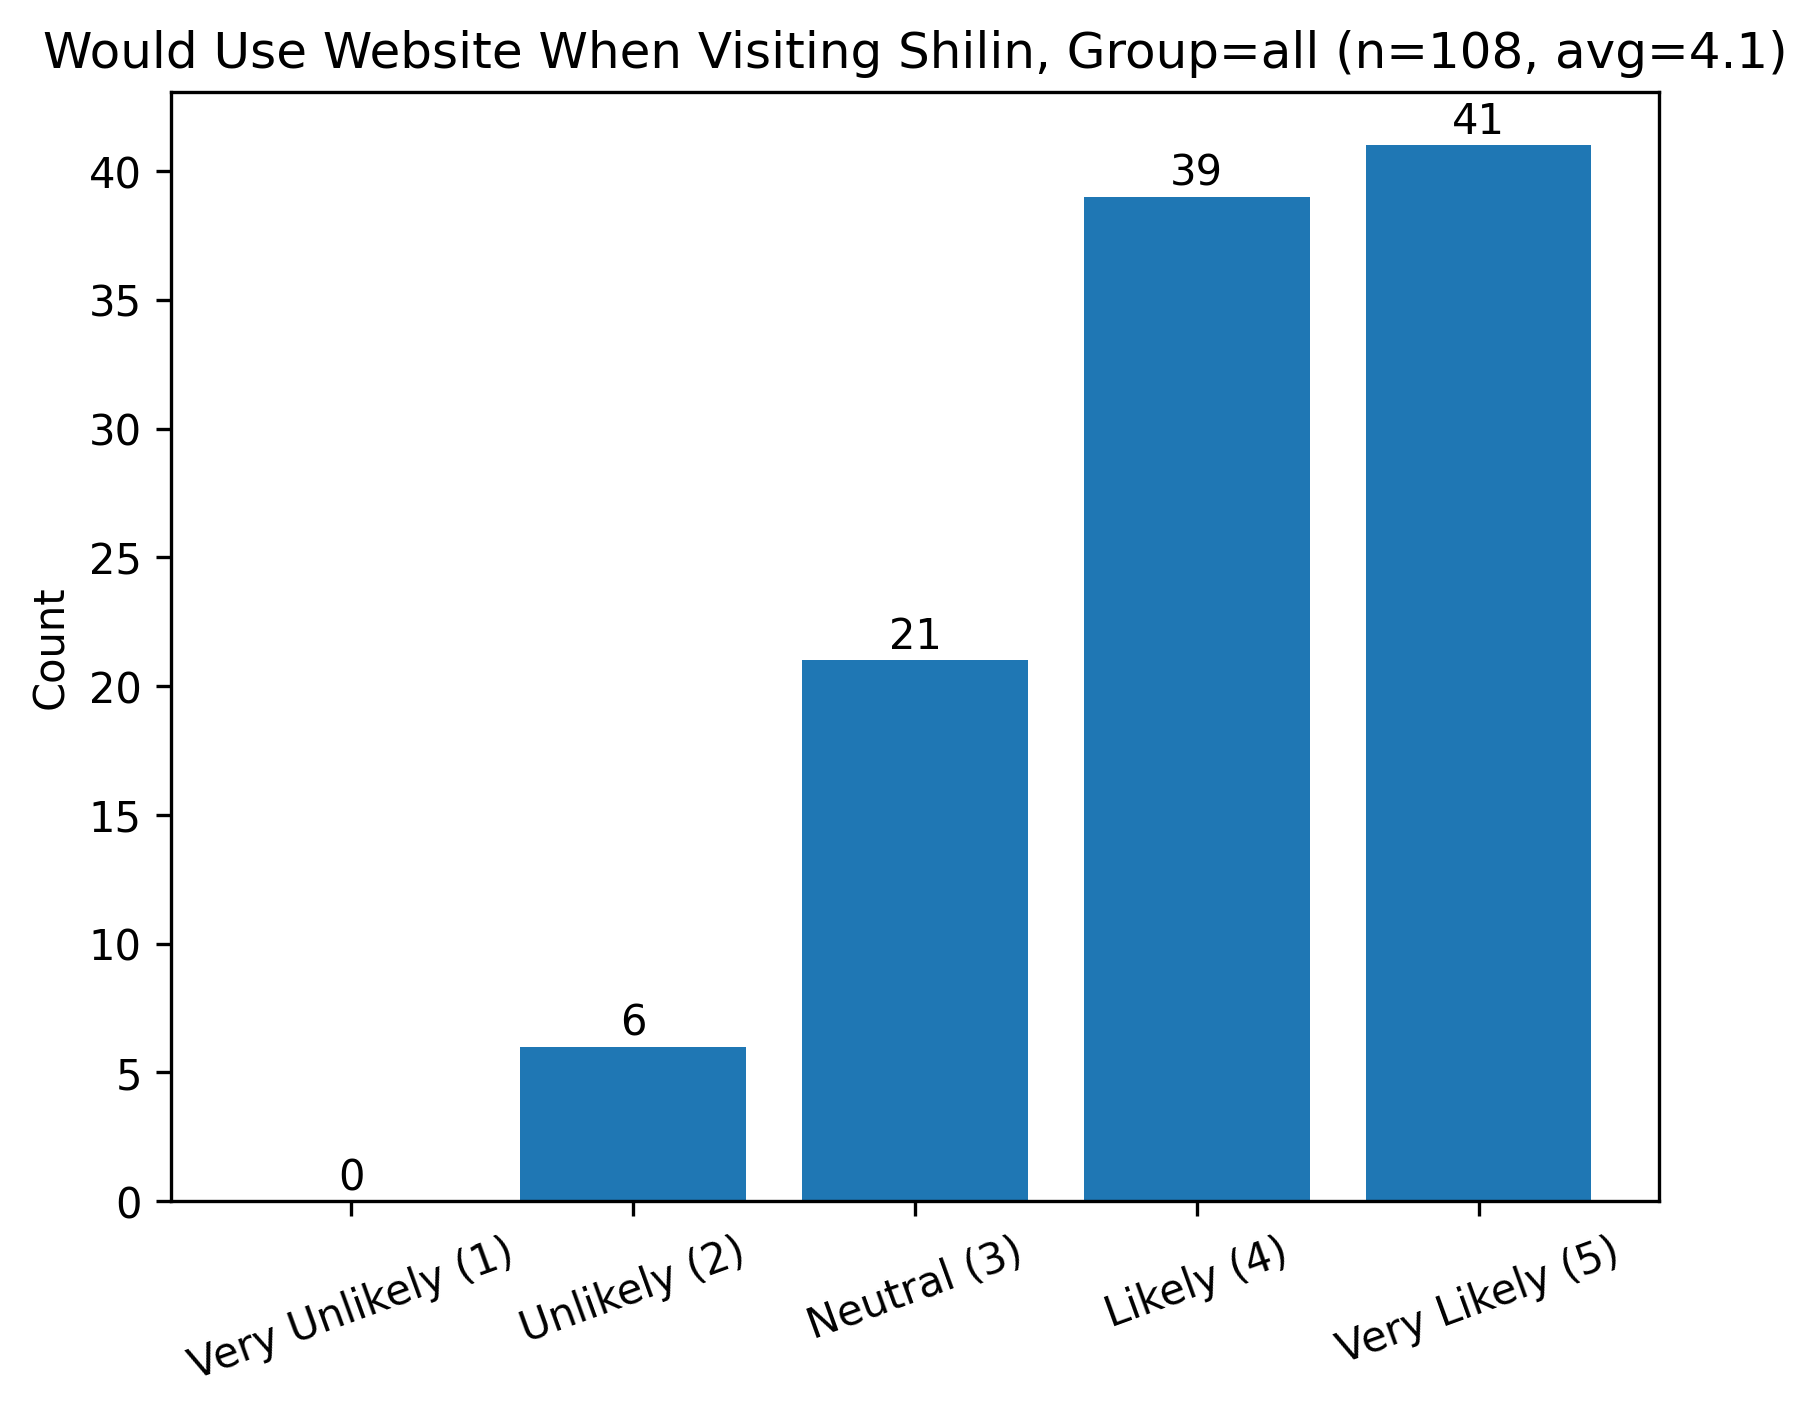 Would Use Website When Visiting Shilin, Group=all (n=108, avg=4.1)
41
40
39
35
30
25
21
Count
20
15
10
6
5
0
0
Very Unlikely (1)
Unlikely (2)
Neutral (3)
Likely (4)
Very Likely (5)